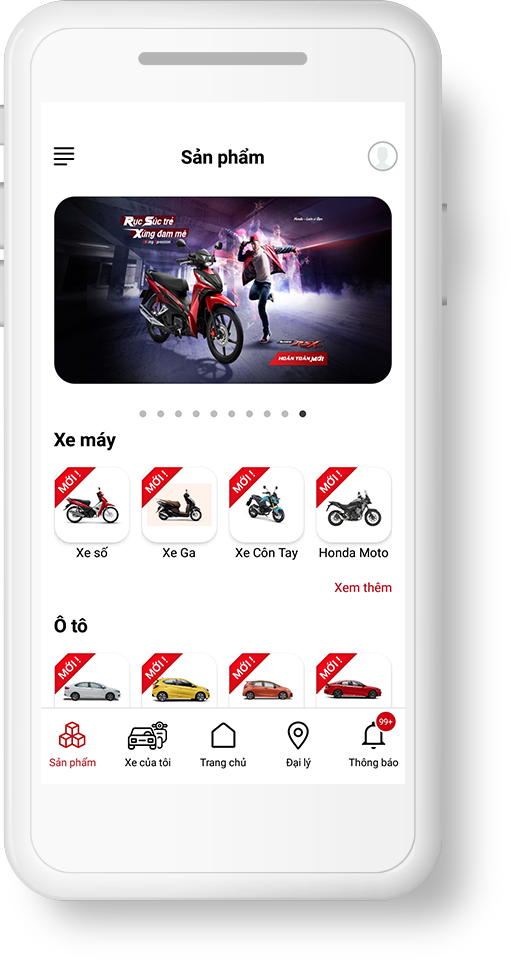 Sản phẩm
Rực Sức trẻ
Xứng đam mê
HOÀN TOÀN MỚI
Xe máy
MỚI !
MỚI !
MỚI !
MỚI !
Xe số
Xe Ga
Xe Côn Tay
Honda Moto
Xem thêm
Ô tô
MỚI !
MỚI !
MỚI !
MỚI !
99+
Sản phẩm
Xe của tôi
Trang chủ
Đại lý
Thông báo